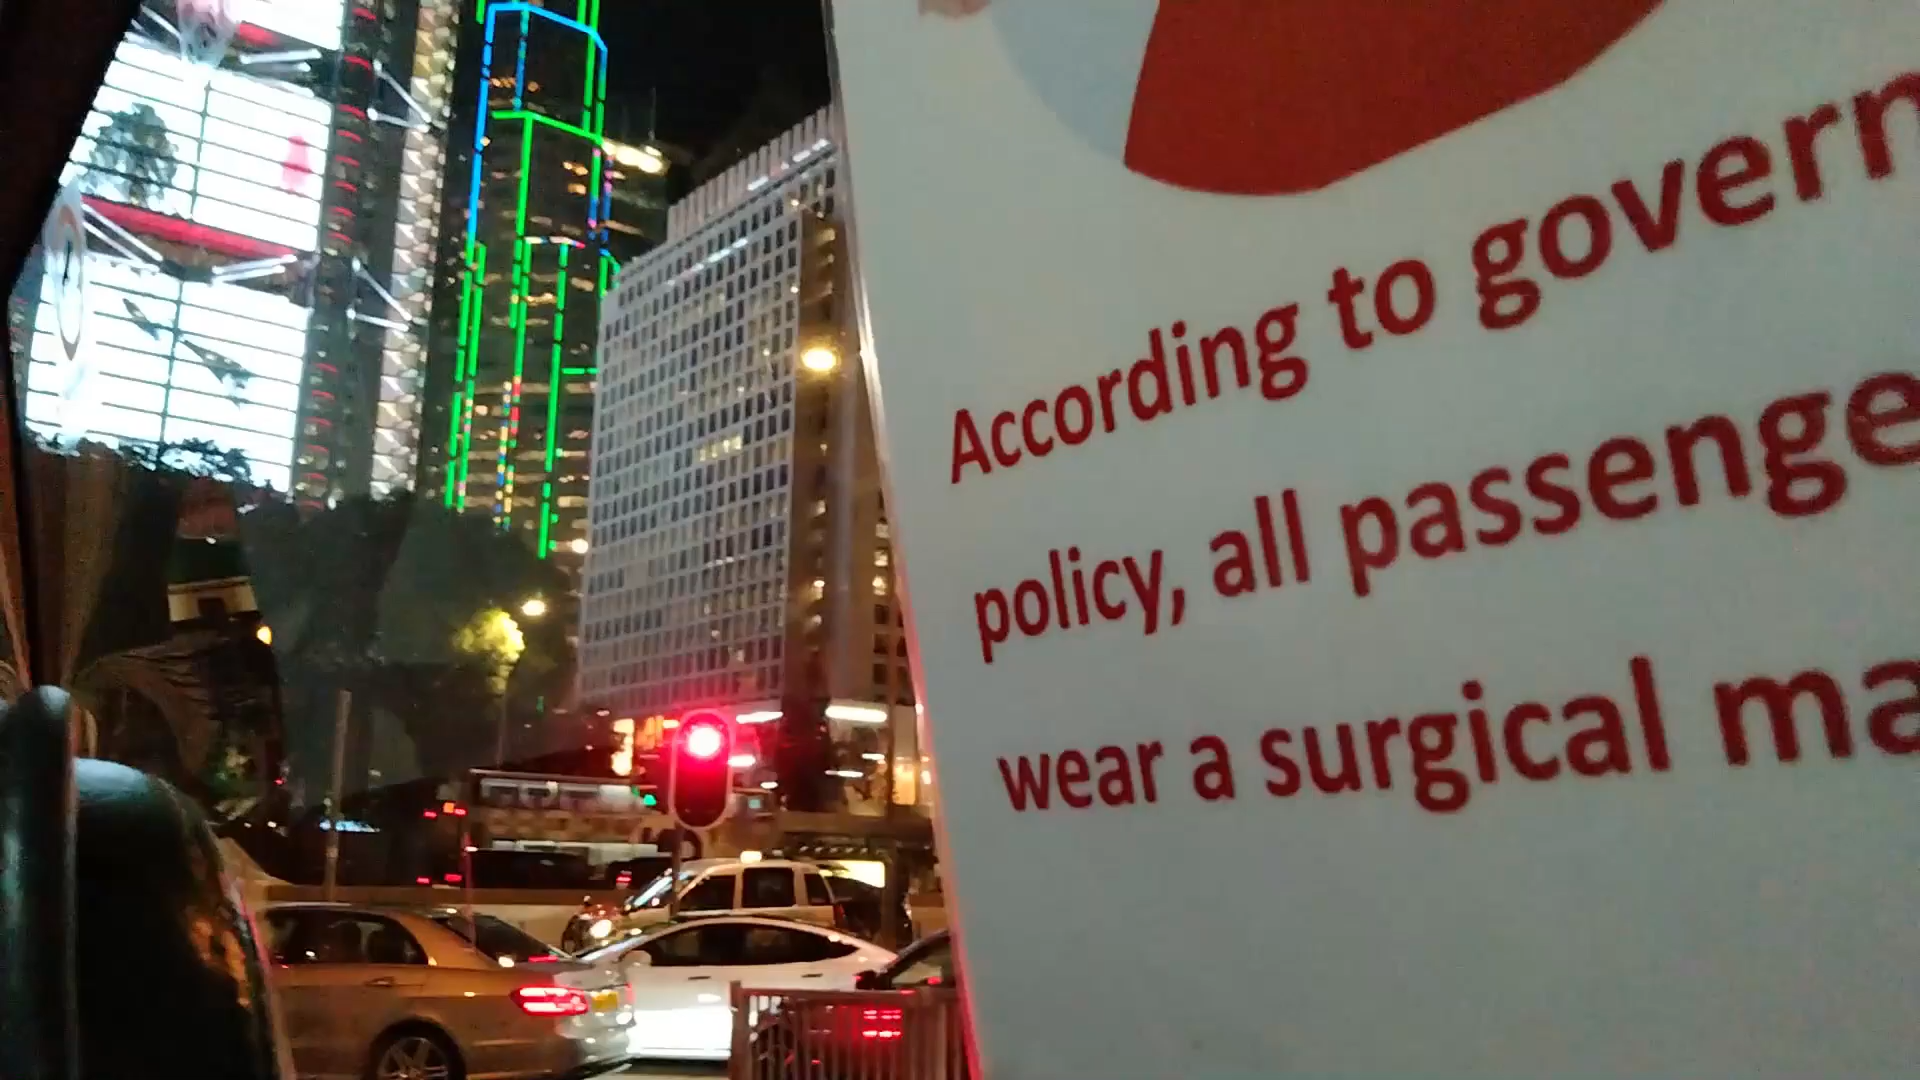 According to govern
policy, all passenge
wear a surgical ma